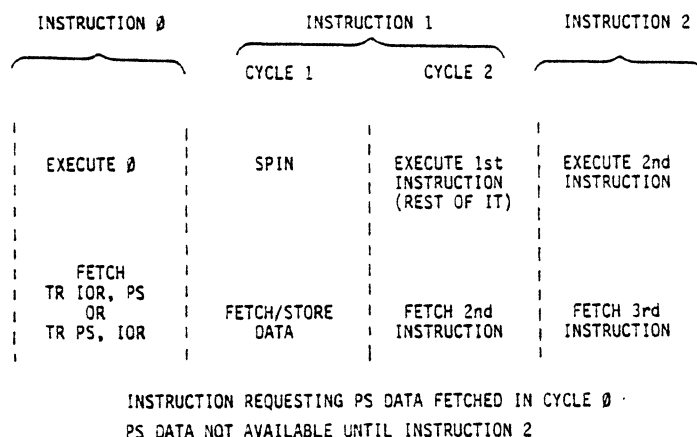 INSTRUCTION Ø INSTRUCTION 1 INSTRUCTION 2
CYCLE 1 CYCLE 2
EXECUTE Ø SPIN EXECUTE 1st EXECUTE 2nd
INSTRUCTION INSTRUCTION
(REST OF IT)
FETCH
TR IOR, PS
OR FETCH/STORE FETCH 2nd FETCH 3rd
TR PS, IOR DATA INSTRUCTION INSTRUCTION
INSTRUCTION REQUESTING PS DATA FETCHED IN CYCLE Ø
PS DATA NOT AVAILABLE UNTIL INSTRUCTION 2